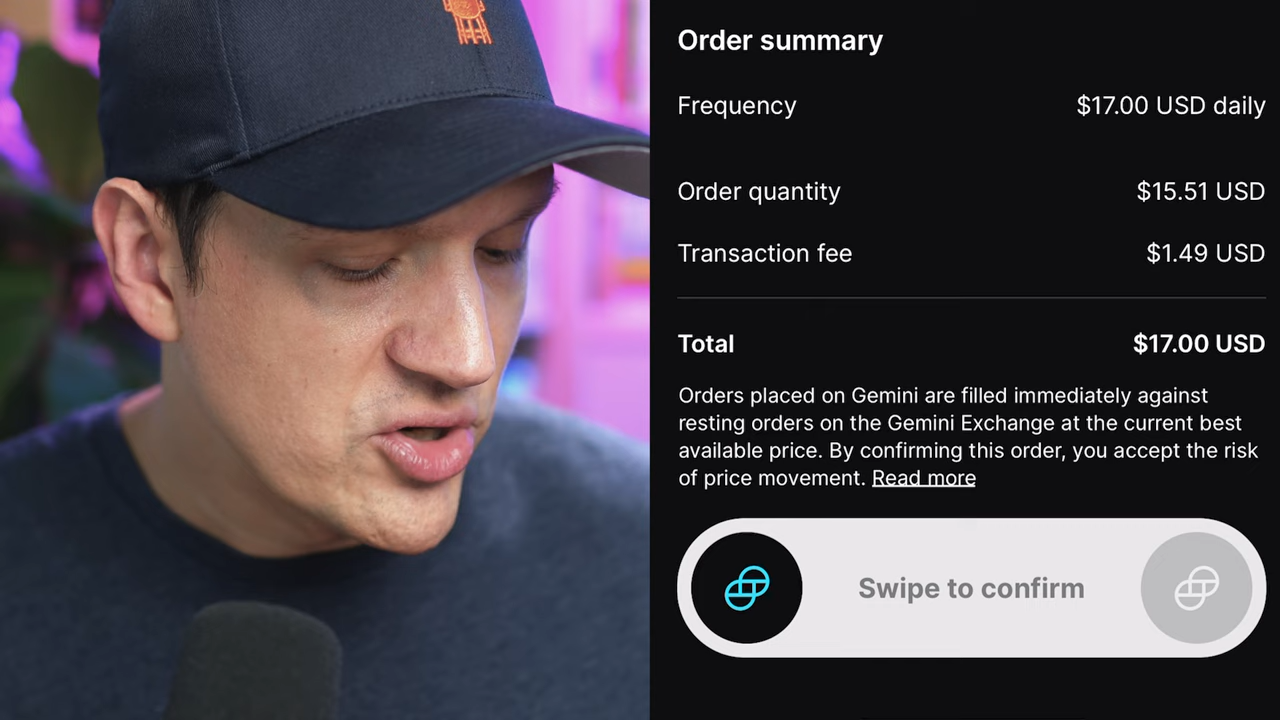 Order summary
Frequency $17.00 USD daily
Order quantity $15.51 USD
Transaction fee $1.49 USD
Total $17.00 USD
Orders placed on Gemini are filled immediately against
resting orders on the Gemini Exchange at the current best
available price. By confirming this order, you accept the risk
of price movement. Read more
Swipe to confirm